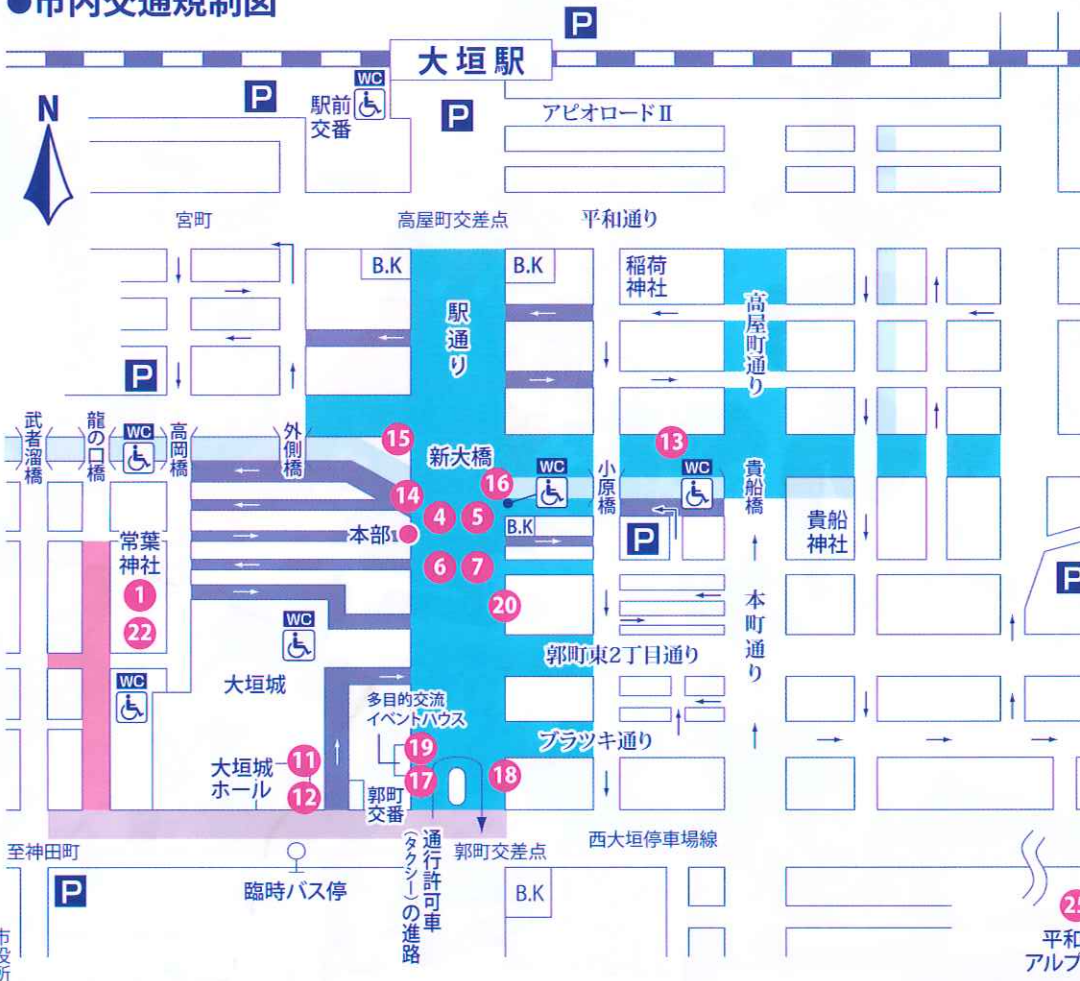 ●市内交通規制図
P
大垣駅
WC
P
駅前
交番
P
アピオロードⅡ
N
宮町
高屋町交差点
平和通り
B.K
B.K
稲荷
神社
駅通り
高屋町通り
P
武者溜橋
龍の口橋
WC
高岡橋
外側橋
15
新大橋
13
16
WC
小原橋
WC
貴船橋
14
4
5
本部
B.K
P
貴船
神社
常葉
神社
1
22
6
7
P
20
WC
本町通り
郭町東2丁目通り
WC
大垣城
多目的交流
イベントハウス
ブラツキ通り
19
大垣城
ホール
11
12
17
18
郭町
交番
至神田町
通行許可車
(タクシー)の進路
郭町交差点
西大垣停車場線
P
臨時バス停
B.K
25
平和
アルプ
市役所